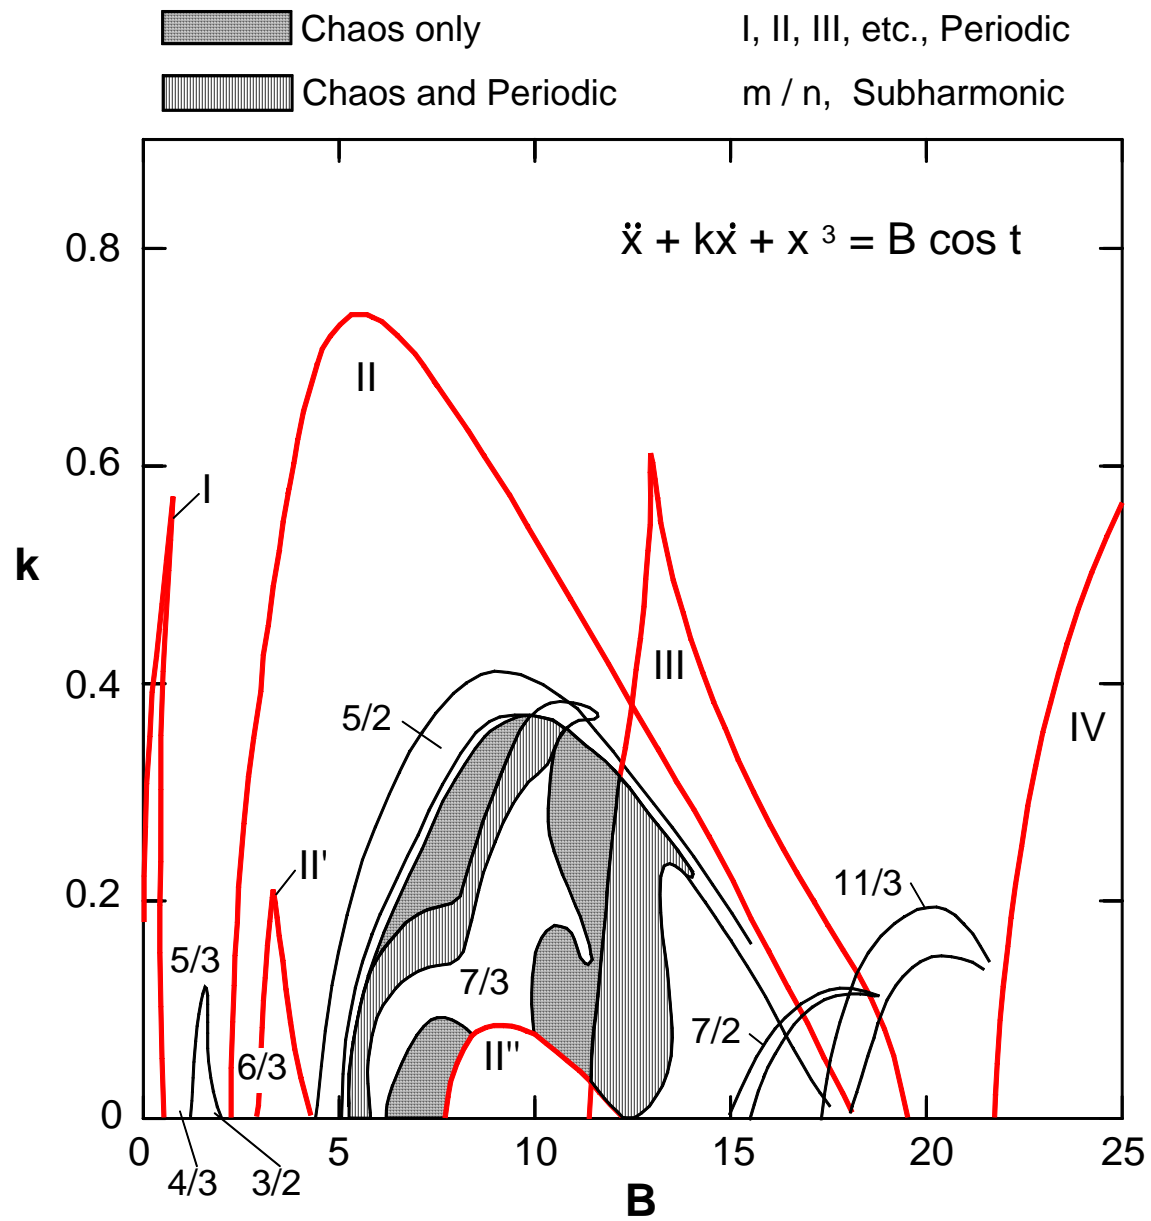 Chaos only
I, II, III, etc., Periodic
Chaos and Periodic
m / n, Subharmonic
ẍ + kẋ + x ³ = B cos t
0.8
II
0.6
I
k
III
0.4
5/2
IV
II'
0.2
11/3
5/3
7/3
7/2
6/3
II"
0
0
5
10
15
20
25
4/3
3/2
B